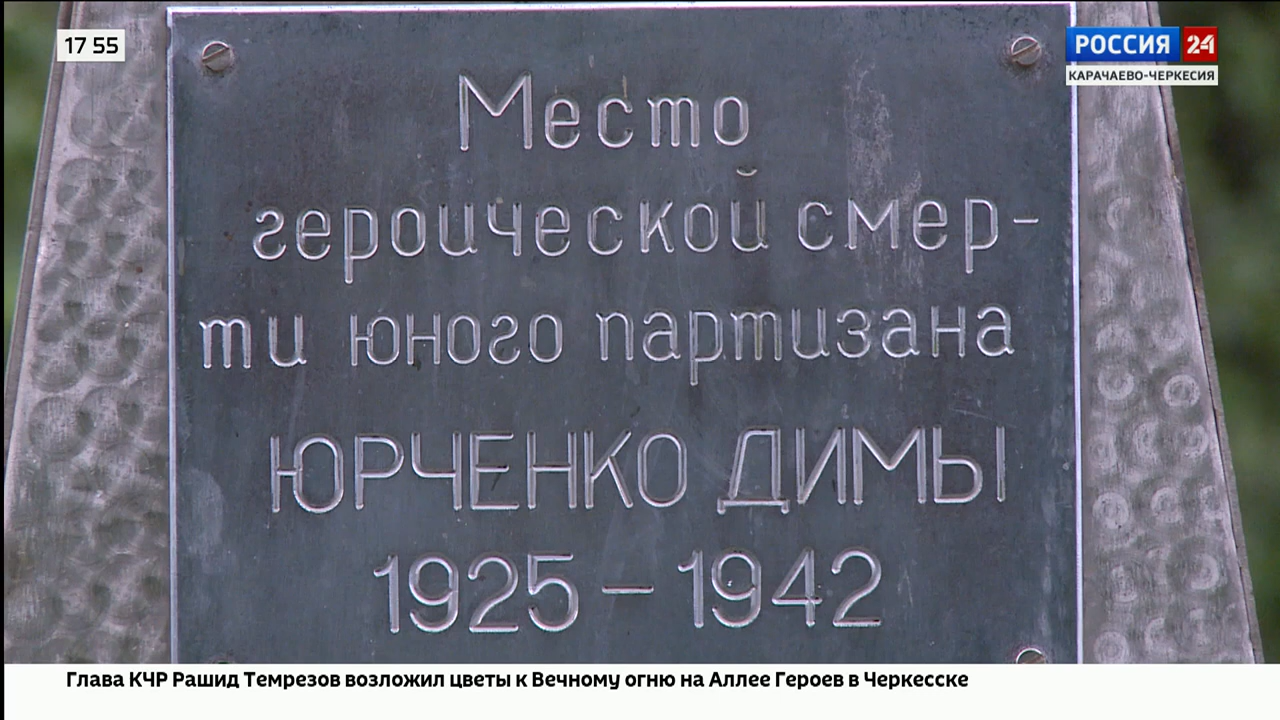 17 55
РОССИЯ 24
КАРАЧАЕВО-ЧЕРКЕСИЯ
Место
героической смер-
ти юного партизана
ЮРЧЕНКО ДИМЫ
1925 – 1942
Глава КЧР Рашид Темрезов возложил цветы к Вечному огню на Аллее Героев в Черкесске